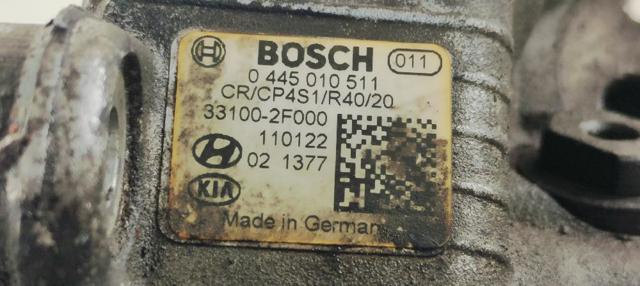 BOSCH 011
0 445 010 511
CR/CP4S1/R40/20
33100-2F000
110122
02 1377
KIA
Made in German